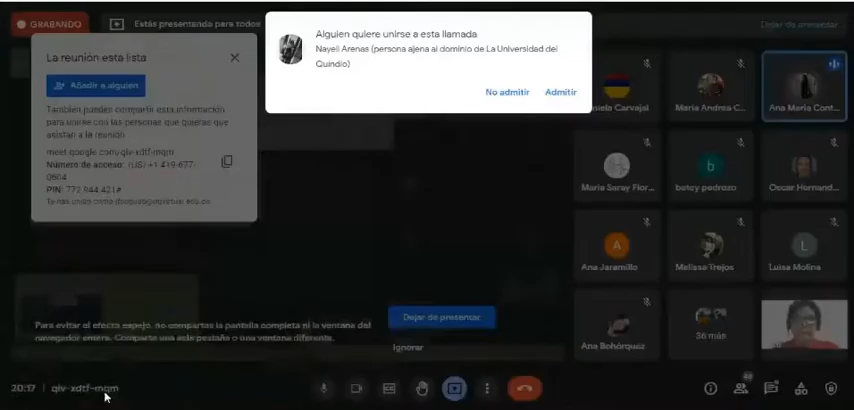 GRABANDO
Estás presentando para todos
Dejar de presentar
Alguien quiere unirse a esta llamada
Nayeli Arenas (persona ajena al dominio de La Universidad del
Quindío)
No admitir
Admitir
La reunión está lista
Añadir a alguien
También puedes compartir esta información
para unirse con las personas que quieras que
asistan a la reunión
meet.google.com/qiv-xdtf-mqm
Número de acceso: (US) +1 419-677-
PIN: 772 944 421#
Carvajal
Maria Andrea C...
Ana Maria Cont...
Maria Saray Flor...
b
betcy pedrozo
Oscar Hernand...
A
Ana Jaramillo
Melissa Trejos
L
Luisa Molina
Ana Bohórquez
36 más
Para evitar el efecto espejo, no compartas la pantalla completa ni la ventana del
navegador entera. Comparte una sola pestaña o una ventana diferente.
Dejar de presentar
Ignorar
20:17 | qiv-xdtf-mqm